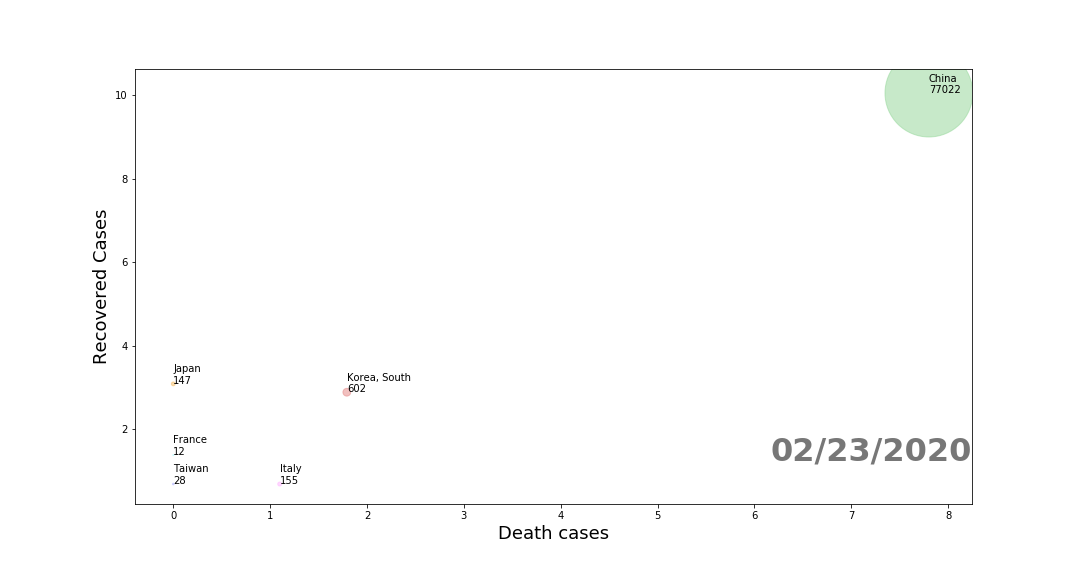 China
77022
10
8
6
4
2
Recovered Cases
Japan
147
Korea, South
602
France
12
Taiwan
28
Italy
155
02/23/2020
0 1 2 3 4 5 6 7 8
Death cases